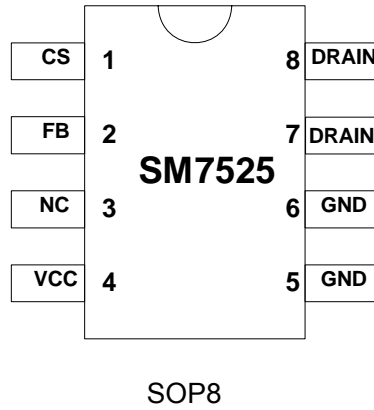 CS 1 8 DRAIN
FB 2 7 DRAIN
SM7525
NC 3 6 GND
VCC 4 5 GND
SOP8